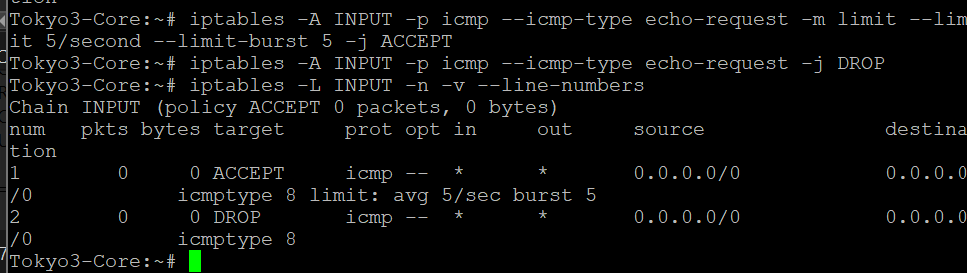 tion
Tokyo3-Core:~# iptables -A INPUT -p icmp --icmp-type echo-request -m limit --lim
it 5/second --limit-burst 5 -j ACCEPT
Tokyo3-Core:~# iptables -A INPUT -p icmp --icmp-type echo-request -j DROP
Tokyo3-Core:~# iptables -L INPUT -n -v --line-numbers
Chain INPUT (policy ACCEPT 0 packets, 0 bytes)
num   pkts bytes target     prot opt in     out     source               destina
tion
1        0     0 ACCEPT     icmp --  *      *       0.0.0.0/0            0.0.0.0
/0            icmptype 8 limit: avg 5/sec burst 5
2        0     0 DROP       icmp --  *      *       0.0.0.0/0            0.0.0.0
/0            icmptype 8
Tokyo3-Core:~#